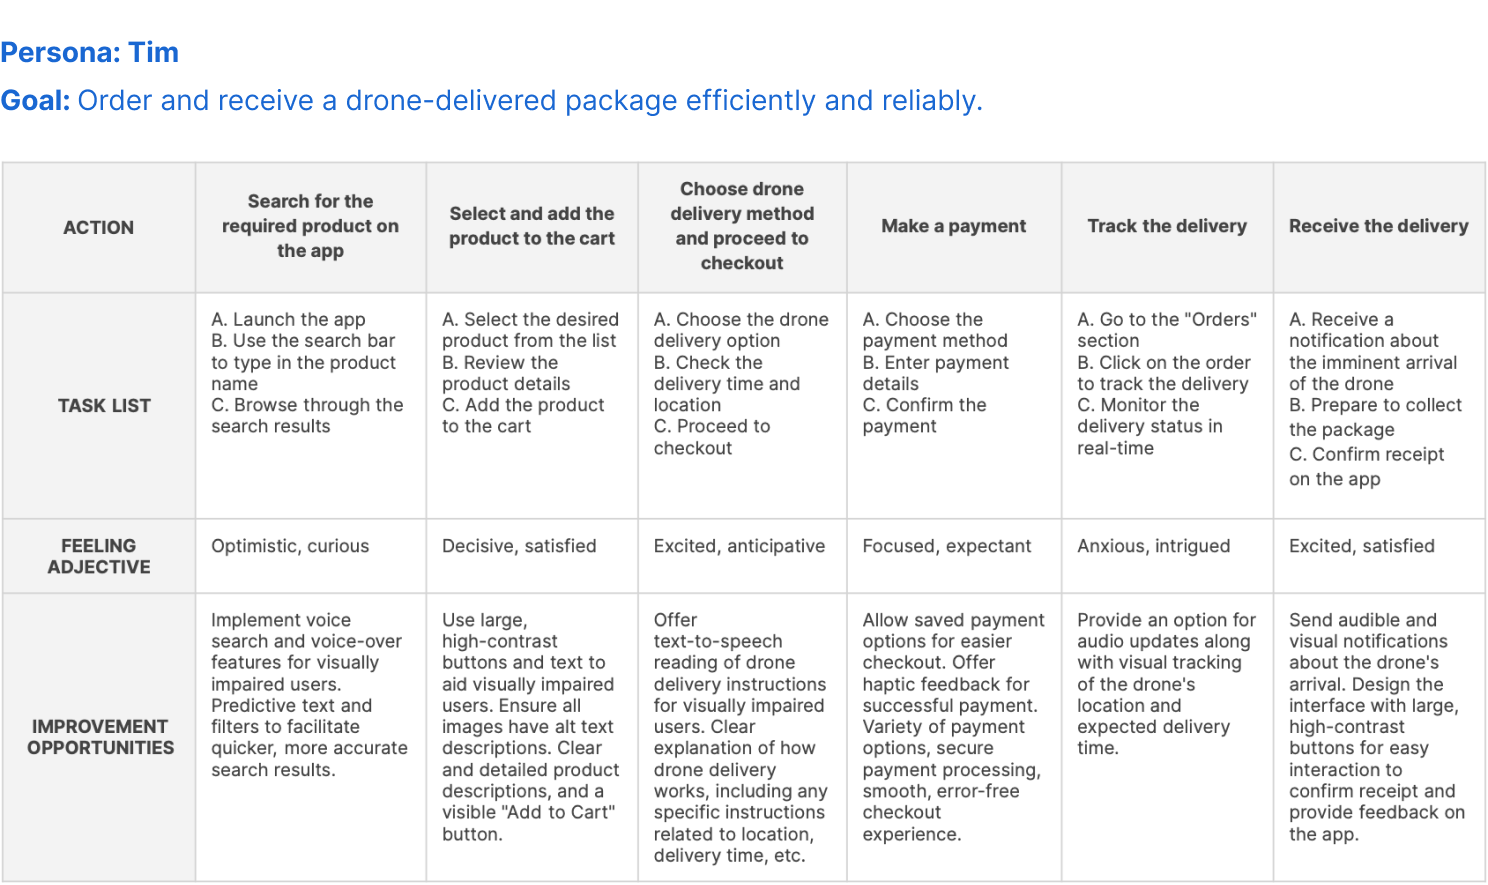 Persona: Tim
Goal: Order and receive a drone-delivered package efficiently and reliably.
ACTION
Search for the
required product on
the app
Select and add the
product to the cart
Choose drone
delivery method
and proceed to
checkout
Make a payment
Track the delivery
Receive the delivery
TASK LIST
A. Launch the app
B. Use the search bar
to type in the product
name
C. Browse through the
search results
A. Select the desired
product from the list
B. Review the
product details
C. Add the product
to the cart
A. Choose the drone
delivery option
B. Check the
delivery time and
location
C. Proceed to
checkout
A. Choose the
payment method
B. Enter payment
details
C. Confirm the
payment
A. Go to the "Orders"
section
B. Click on the order
to track the delivery
C. Monitor the
delivery status in
real-time
A. Receive a
notification about
the imminent arrival
of the drone
B. Prepare to collect
the package
C. Confirm receipt
on the app
FEELING
ADJECTIVE
Optimistic, curious
Decisive, satisfied
Excited, anticipative
Focused, expectant
Anxious, intrigued
Excited, satisfied
IMPROVEMENT
OPPORTUNITIES
Implement voice
search and voice-over
features for visually
impaired users.
Predictive text and
filters to facilitate
quicker, more accurate
search results.
Use large,
high-contrast
buttons and text to
aid visually impaired
users. Ensure all
images have alt text
descriptions. Clear
and detailed product
descriptions, and a
visible "Add to Cart"
button.
Offer
text-to-speech
reading of drone
delivery instructions
for visually impaired
users. Clear
explanation of how
drone delivery
works, including any
specific instructions
related to location,
delivery time, etc.
Allow saved payment
options for easier
checkout. Offer
haptic feedback for
successful payment.
Variety of payment
options, secure
payment processing,
smooth, error-free
checkout
experience.
Provide an option for
audio updates along
with visual tracking
of the drone's
location and
expected delivery
time.
Send audible and
visual notifications
about the drone's
arrival. Design the
interface with large,
high-contrast
buttons for easy
interaction to
confirm receipt and
provide feedback on
the app.